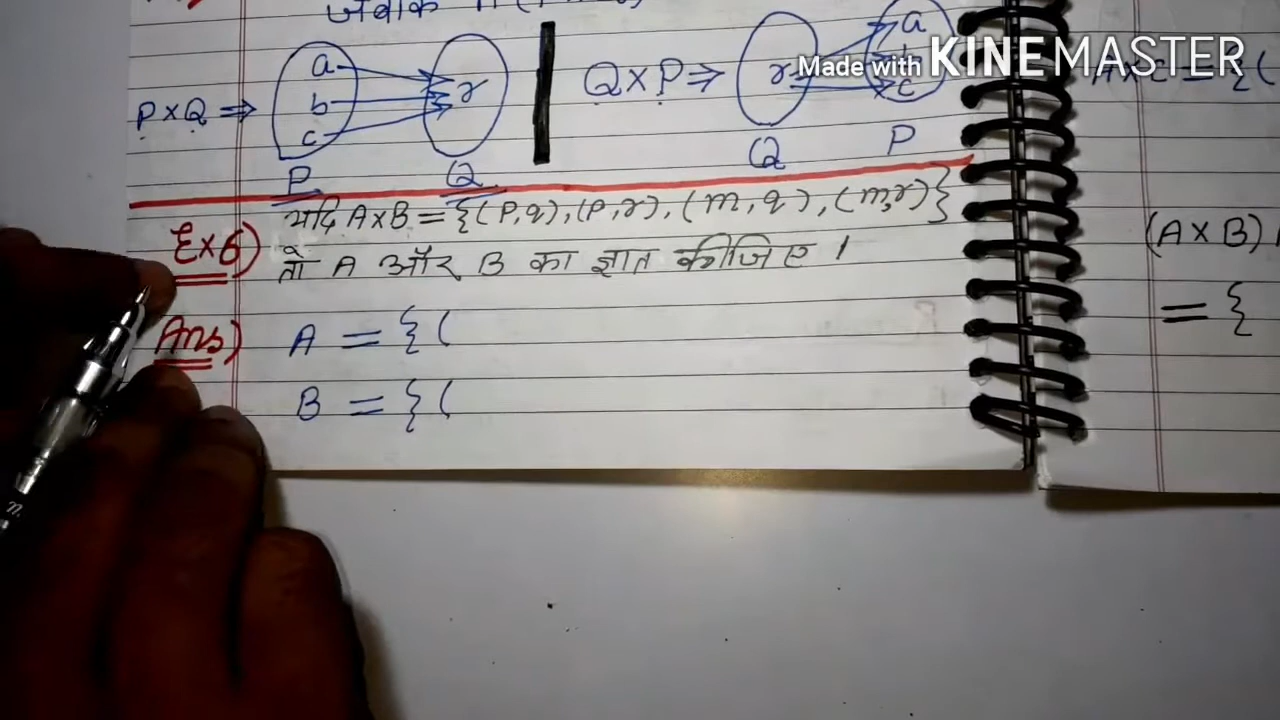 a
b
c
r
P×Q ⇒
P
Q
Q×P ⇒
r
a
c
Q
P
Made with KINEMASTER
A×C = {(
Ex6)
यदि A×B = {(P,q),(P,r),(m,q),(m,r)}
तो A और B का ज्ञात कीजिए ।
Ans)
A = {(
B = {(
(A×B)
= {